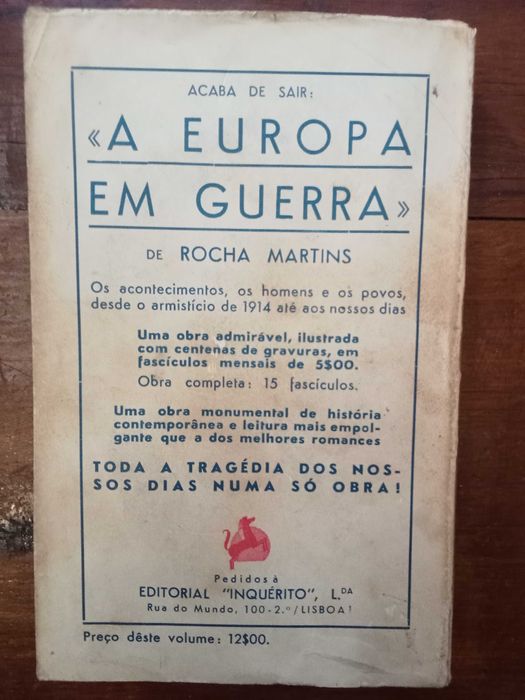 ACABA DE SAIR:
«A EUROPA
EM GUERRA»
DE ROCHA MARTINS
Os acontecimentos, os homens e os povos,
desde o armistício de 1914 até aos nossos dias
Uma obra admirável, ilustrada
com centenas de gravuras, em
fascículos mensais de 5$00.
Obra completa: 15 fascículos.
Uma obra monumental de história
contemporânea e leitura mais empol-
gante que a dos melhores romances
TODA A TRAGÉDIA DOS NOS-
SOS DIAS NUMA SÓ OBRA!
Pedidos à
EDITORIAL "INQUÉRITO", L.DA
Rua do Mundo, 100-2.º/LISBOA1
Preço dêste volume: 12$00.